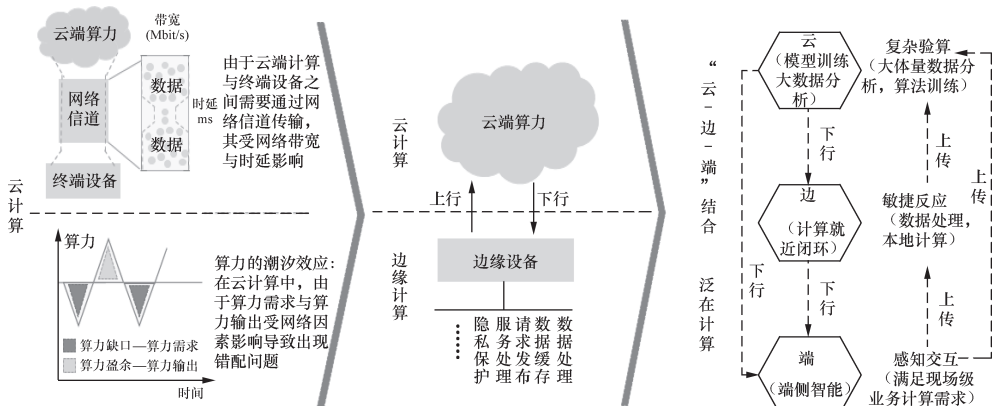 云端算力
带宽
(Mbit/s)
网络
信道
数据
数据
时延
ms
终端设备
由于云端计算
与终端设备之
间需要通过网
络信道传输，
其受网络带宽
与时延影响
云计算
算力
算力缺口—算力需求
算力盈余—算力输出
时间
算力的潮汐效应：
在云计算中，由
于算力需求与算
力输出受网络因
素影响导致出现
错配问题
云计算
云端算力
上行
下行
边缘计算
边缘设备
……
隐私保护
服务处理
请求发布
数据缓存
数据处理
“云-边-端”结合
泛在计算
云
（模型训练
大数据分
析）
下行
边
（计算就
近闭环）
下行
下行
端
（端侧智能）
复杂验算
（大体量数据分
析，算法训练）
上传
上传
敏捷反应
（数据处理，
本地计算）
上传
感知交互
（满足现场级
业务计算需求）